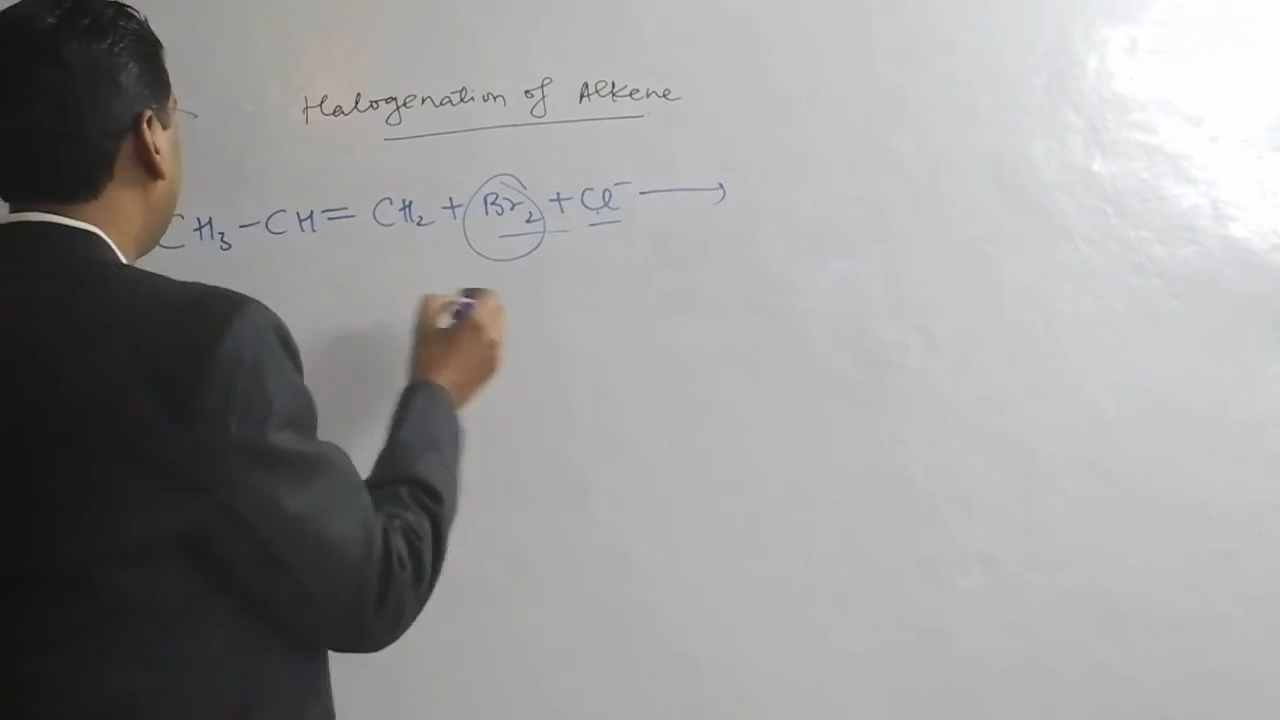 Halogenation of Alkene
CH₃-CH=CH₂+Br₂+Cl⁻⟶